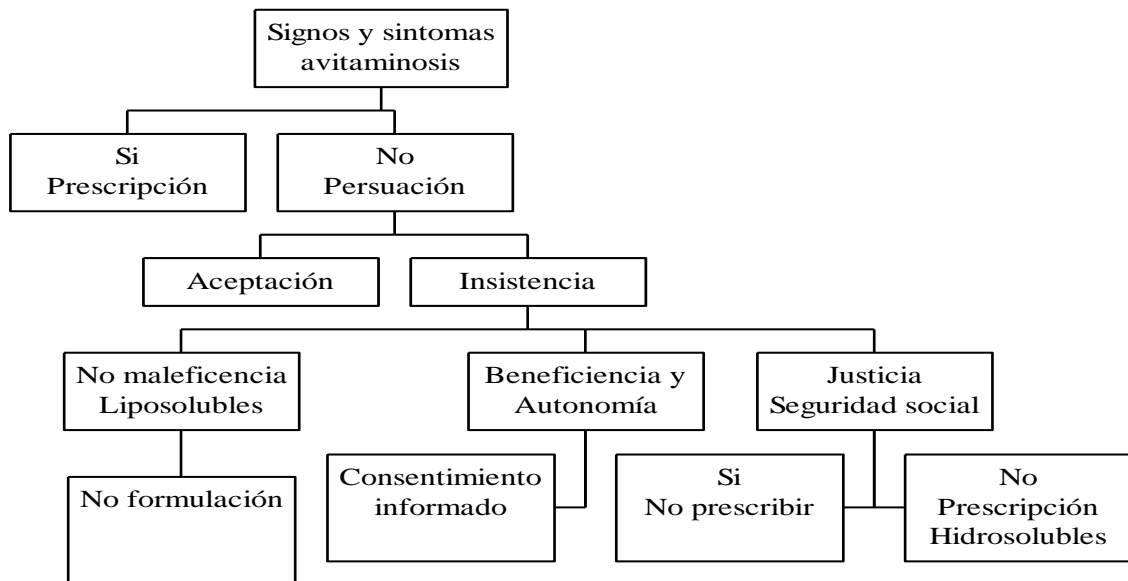 Signos y sintomas
avitaminosis
Si
Prescripción
No
Persuación
Aceptación
Insistencia
No maleficencia
Liposolubles
Beneficiencia y
Autonomía
Justicia
Seguridad social
No formulación
Consentimiento
informado
Si
No prescribir
No
Prescripción
Hidrosolubles